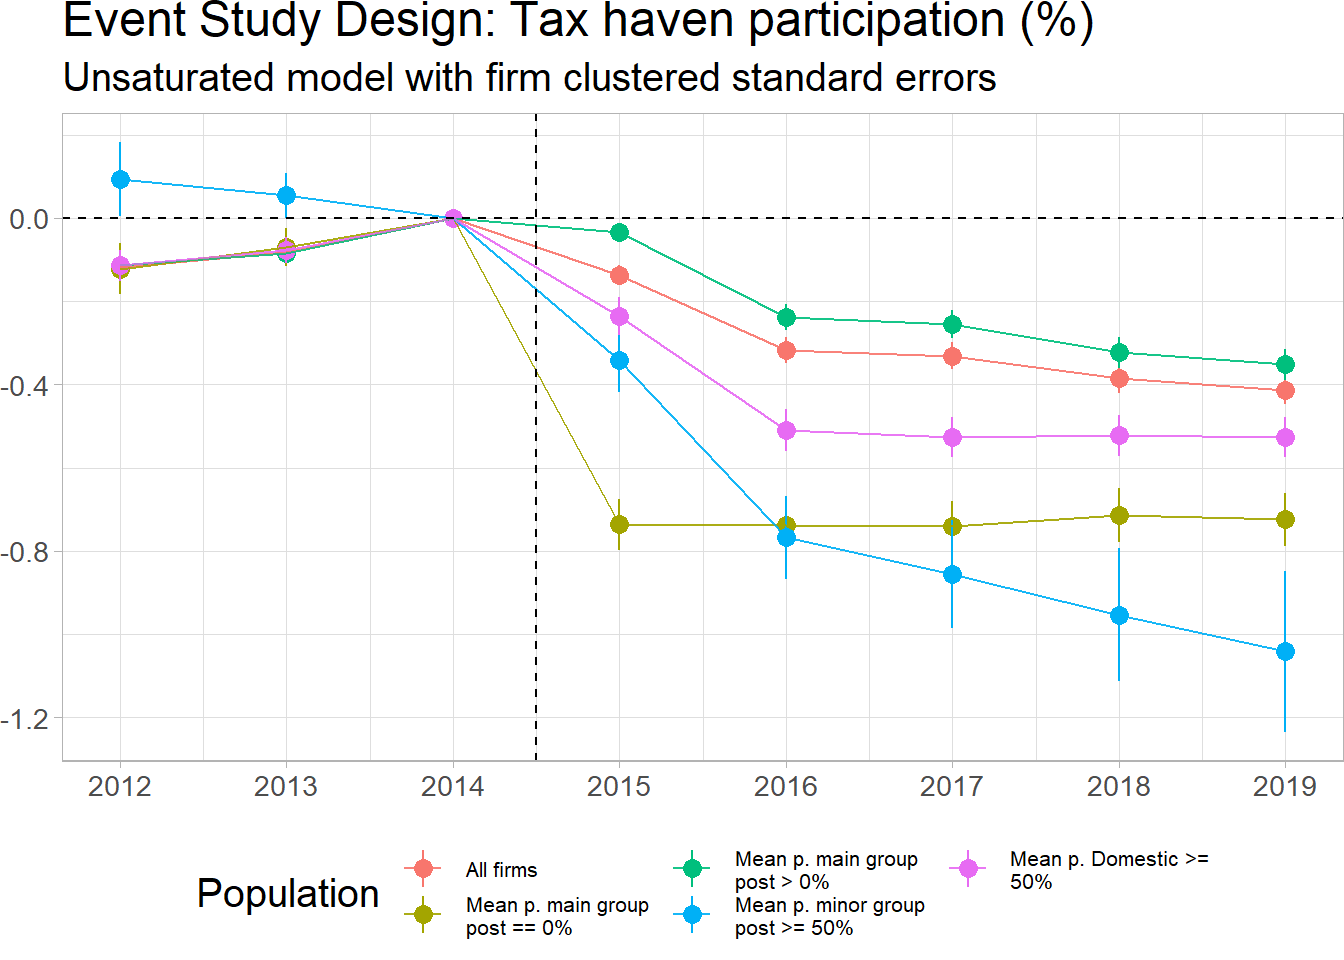 Event Study Design: Tax haven participation (%)
Unsaturated model with firm clustered standard errors
0.0
-0.4
-0.8
-1.2
2012 2013 2014 2015 2016 2017 2018 2019
Population
All firms
Mean p. main group
post == 0%
Mean p. main group
post > 0%
Mean p. minor group
post >= 50%
Mean p. Domestic >=
50%